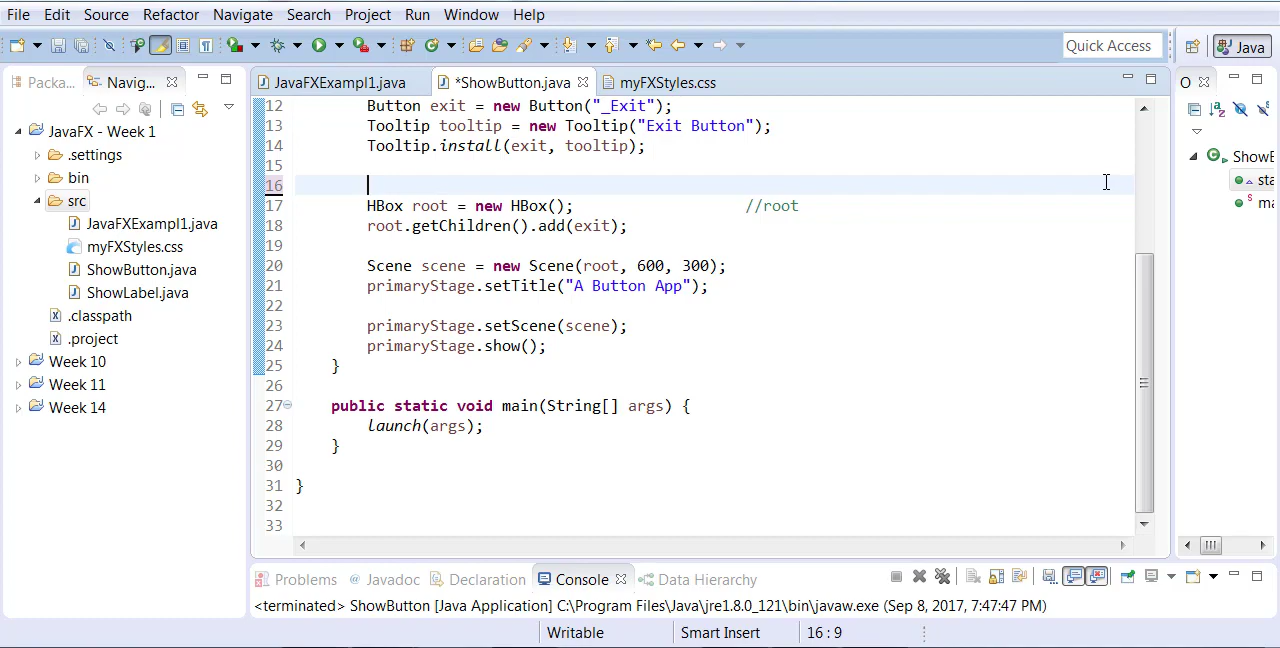 File Edit Source Refactor Navigate Search Project Run Window Help
Quick Access
Java
Packa...
Navig...
JavaFXExampl1.java
*ShowButton.java
myFXStyles.css
JavaFX - Week 1
.settings
bin
src
JavaFXExampl1.java
myFXStyles.css
ShowButton.java
ShowLabel.java
.classpath
.project
Week 10
Week 11
Week 14
12 Button exit = new Button("_Exit");
13 Tooltip tooltip = new Tooltip("Exit Button");
14 Tooltip.install(exit, tooltip);
15
16
17 HBox root = new HBox(); //root
18 root.getChildren().add(exit);
19
20 Scene scene = new Scene(root, 600, 300);
21 primaryStage.setTitle("A Button App");
22
23 primaryStage.setScene(scene);
24 primaryStage.show();
25 }
26
27 public static void main(String[] args) {
28 launch(args);
29 }
30
31 }
32
33
O
ShowE
sta
ma
Problems @ Javadoc Declaration Console Data Hierarchy
<terminated> ShowButton [Java Application] C:\Program Files\Java\jre1.8.0_121\bin\javaw.exe (Sep 8, 2017, 7:47:47 PM)
Writable Smart Insert 16 : 9